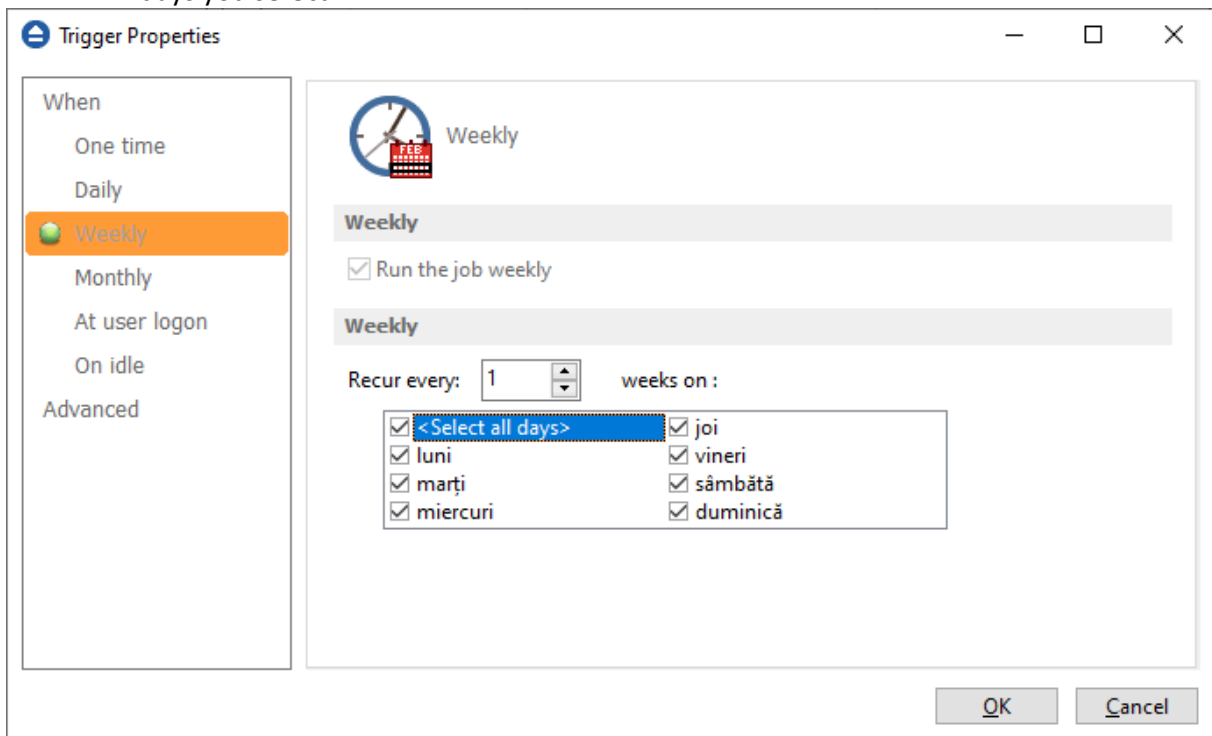 Trigger Properties
When
One time
Daily
Weekly
Monthly
At user logon
On idle
Advanced
FEB
Weekly
Weekly
Run the job weekly
Weekly
Recur every: 1 weeks on :
<Select all days> joi
luni vineri
marți sâmbătă
miercuri duminică
OK Cancel